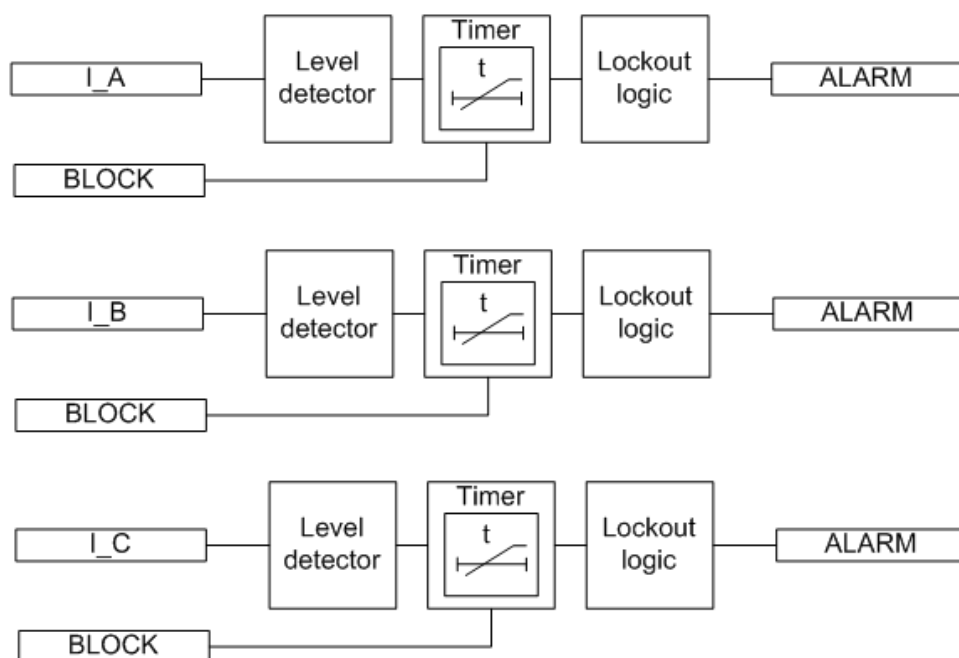 Timer
Level
detector
t
Lockout
logic
I_A
ALARM
BLOCK
Timer
Level
detector
t
Lockout
logic
I_B
ALARM
BLOCK
Timer
Level
detector
t
Lockout
logic
I_C
ALARM
BLOCK